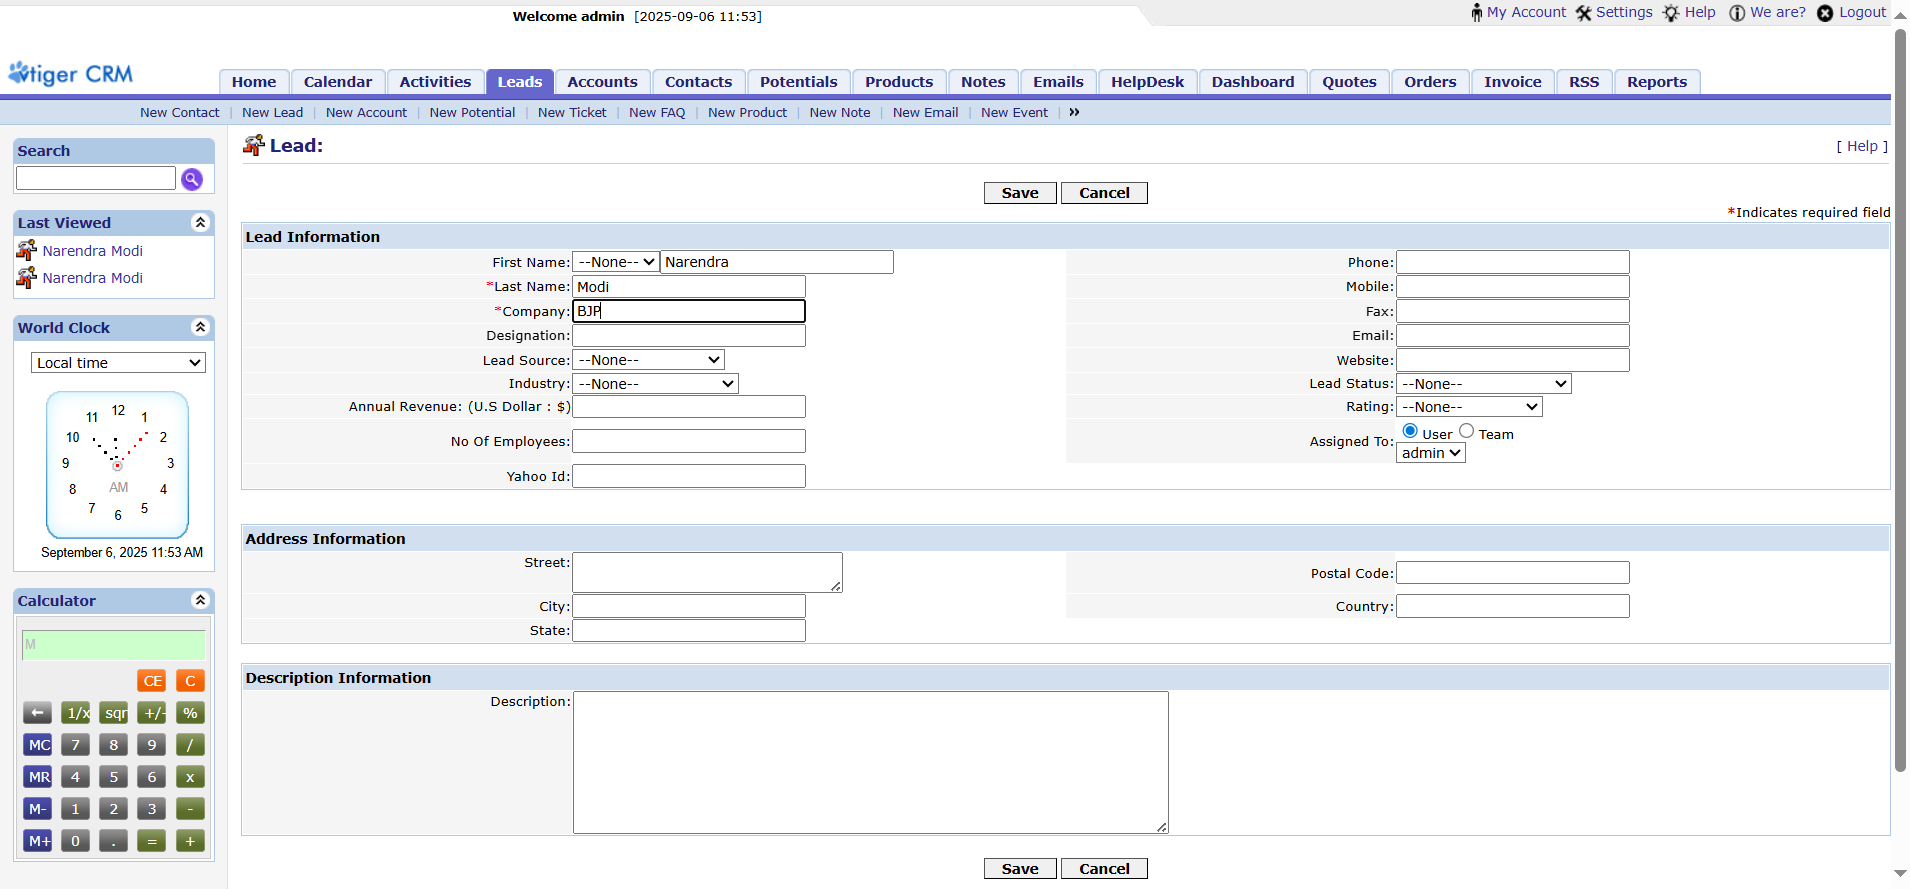 Welcome admin [2025-09-06 11:53]
My Account Settings Help We are? Logout
vtiger CRM
Home Calendar Activities Leads Accounts Contacts Potentials Products Notes Emails HelpDesk Dashboard Quotes Orders Invoice RSS Reports
New Contact | New Lead | New Account | New Potential | New Ticket | New FAQ | New Product | New Note | New Email | New Event | »
Search
Last Viewed
Narendra Modi
Narendra Modi
World Clock
Local time
12
11 1
10 2
9 3
AM
8 4
7 5
6
September 6, 2025 11:53 AM
Calculator
M
CE C
← 1/x sqr +/- %
MC 7 8 9 /
MR 4 5 6 x
M- 1 2 3 -
M+ 0 . = +
Lead:
[ Help ]
Save Cancel
*Indicates required field
Lead Information
First Name: --None-- Narendra
Phone:
*Last Name: Modi
Mobile:
*Company: BJP
Fax:
Designation:
Email:
Lead Source: --None--
Website:
Industry: --None--
Lead Status: --None--
Annual Revenue: (U.S Dollar : $)
Rating: --None--
No Of Employees:
Assigned To: User Team
admin
Yahoo Id:
Address Information
Street:
Postal Code:
City:
Country:
State:
Description Information
Description:
Save Cancel